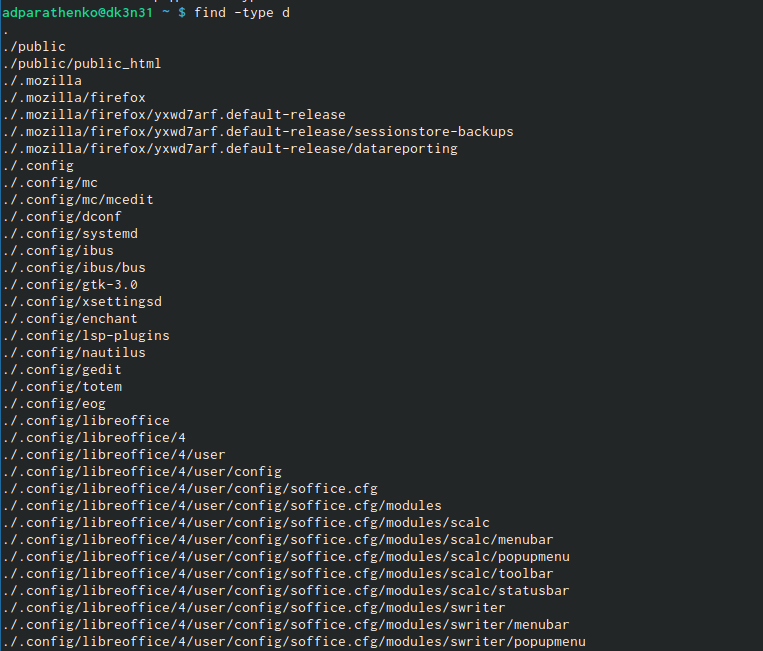 adparathenko@dk3n31 ~ $ find -type d
.
./public
./public/public_html
./.mozilla
./.mozilla/firefox
./.mozilla/firefox/yxwd7arf.default-release
./.mozilla/firefox/yxwd7arf.default-release/sessionstore-backups
./.mozilla/firefox/yxwd7arf.default-release/datareporting
./.config
./.config/mc
./.config/mc/mcedit
./.config/dconf
./.config/systemd
./.config/ibus
./.config/ibus/bus
./.config/gtk-3.0
./.config/xsettingsd
./.config/enchant
./.config/lsp-plugins
./.config/nautilus
./.config/gedit
./.config/totem
./.config/eog
./.config/libreoffice
./.config/libreoffice/4
./.config/libreoffice/4/user
./.config/libreoffice/4/user/config
./.config/libreoffice/4/user/config/soffice.cfg
./.config/libreoffice/4/user/config/soffice.cfg/modules
./.config/libreoffice/4/user/config/soffice.cfg/modules/scalc
./.config/libreoffice/4/user/config/soffice.cfg/modules/scalc/menubar
./.config/libreoffice/4/user/config/soffice.cfg/modules/scalc/popupmenu
./.config/libreoffice/4/user/config/soffice.cfg/modules/scalc/toolbar
./.config/libreoffice/4/user/config/soffice.cfg/modules/scalc/statusbar
./.config/libreoffice/4/user/config/soffice.cfg/modules/swriter
./.config/libreoffice/4/user/config/soffice.cfg/modules/swriter/menubar
./.config/libreoffice/4/user/config/soffice.cfg/modules/swriter/popupmenu